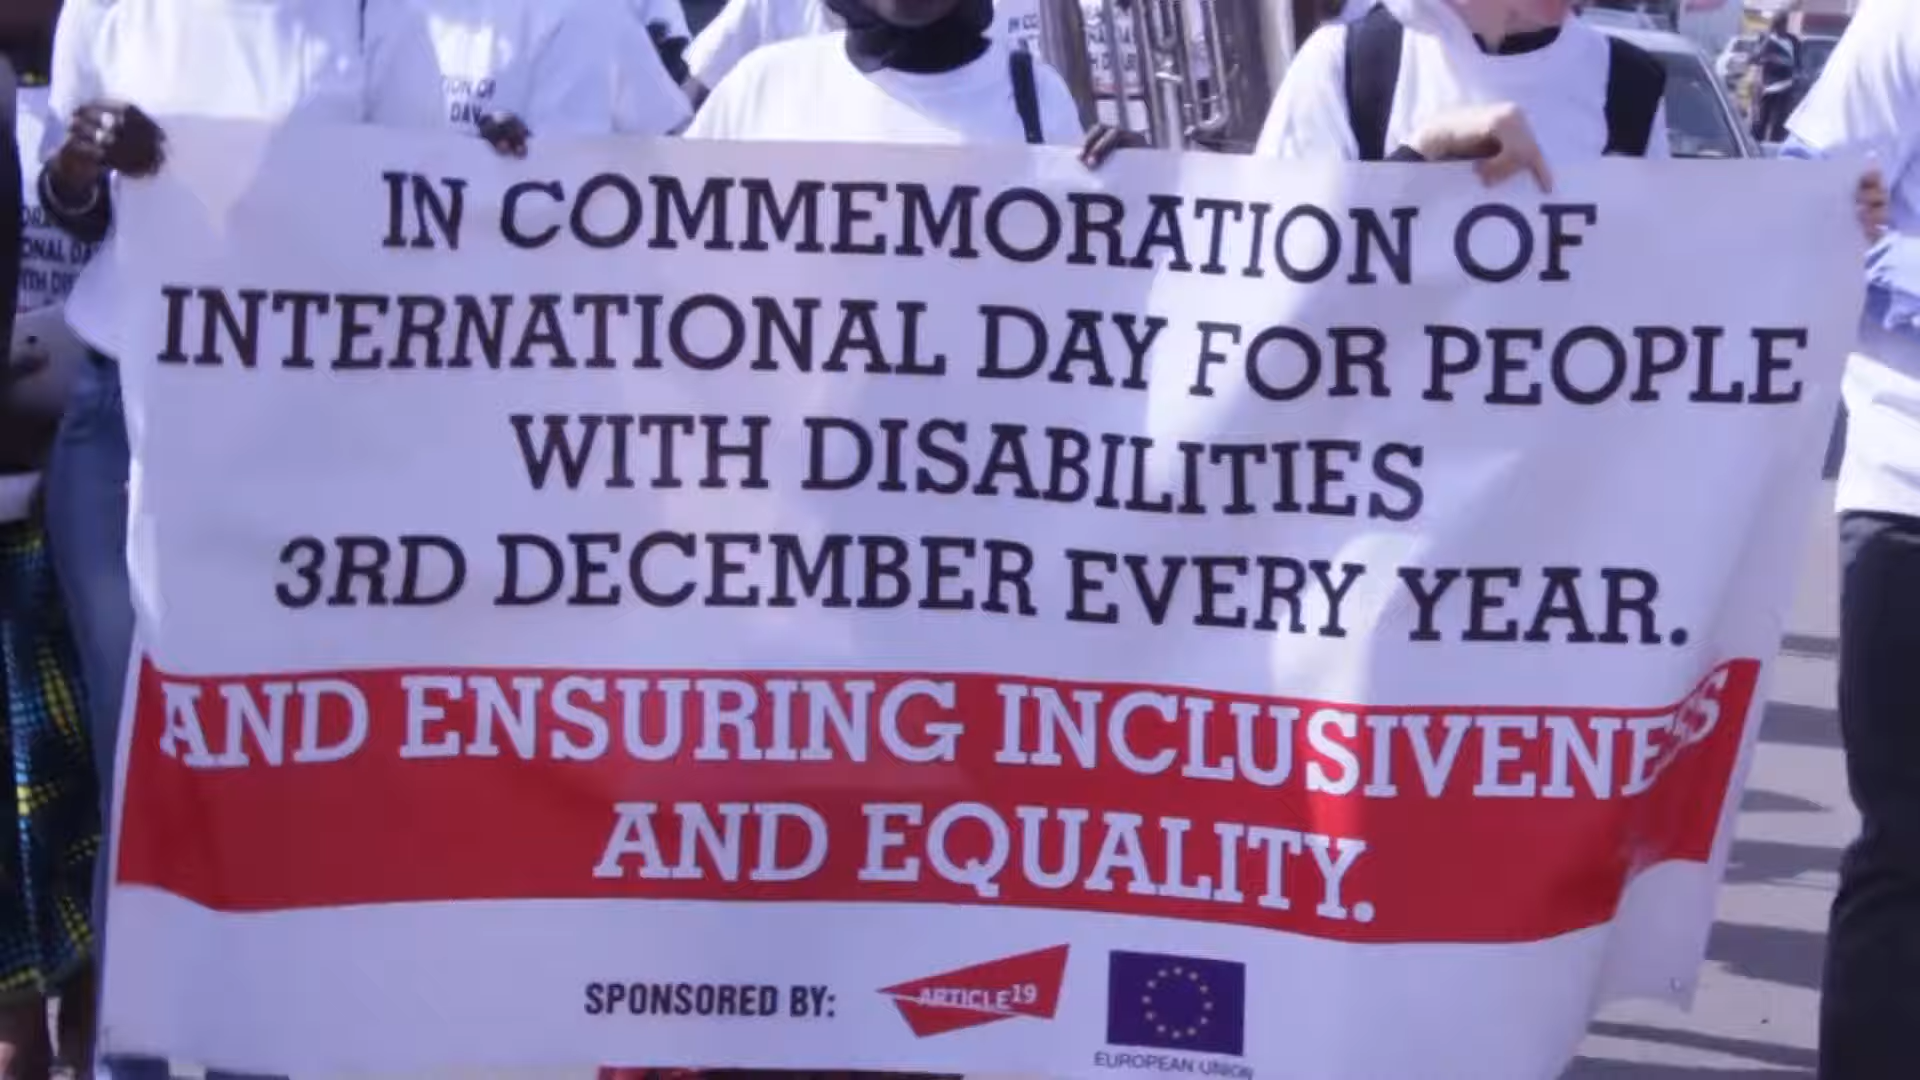 IN COMMEMORATION OF
INTERNATIONAL DAY FOR PEOPLE
WITH DISABILITIES
3RD DECEMBER EVERY YEAR.
AND ENSURING INCLUSIVENESS
AND EQUALITY.
SPONSORED BY:
ARTICLE19
EUROPEAN UNION